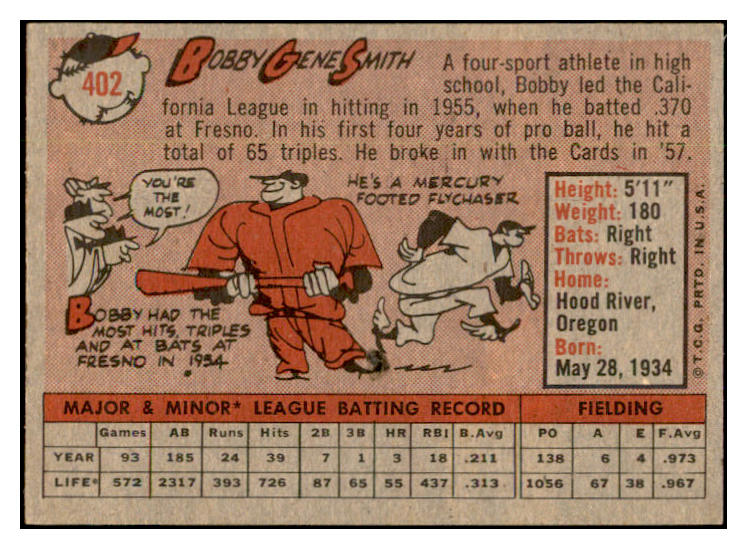 402
BOBBY GENE SMITH
A four-sport athlete in high
school, Bobby led the Cali-
fornia League in hitting in 1955, when he batted .370
at Fresno. In his first four years of pro ball, he hit a
total of 65 triples. He broke in with the Cards in '57.
YOU'RE
THE
MOST!
HE'S A MERCURY
FOOTED FLYCHASER
BOBBY HAD THE
MOST HITS, TRIPLES
AND AT BATS AT
FRESNO IN 1954.
Height: 5'11"
Weight: 180
Bats: Right
Throws: Right
Home:
Hood River,
Oregon
Born:
May 28, 1934
© T.C.G. PRTD. IN U.S.A.
MAJOR & MINOR* LEAGUE BATTING RECORD FIELDING
Games AB Runs Hits 2B 3B HR RBI B.Avg PO A E F.Avg
YEAR 93 185 24 39 7 1 3 18 .211 138 6 4 .973
LIFE* 572 2317 393 726 87 65 55 437 .313 1056 67 38 .967